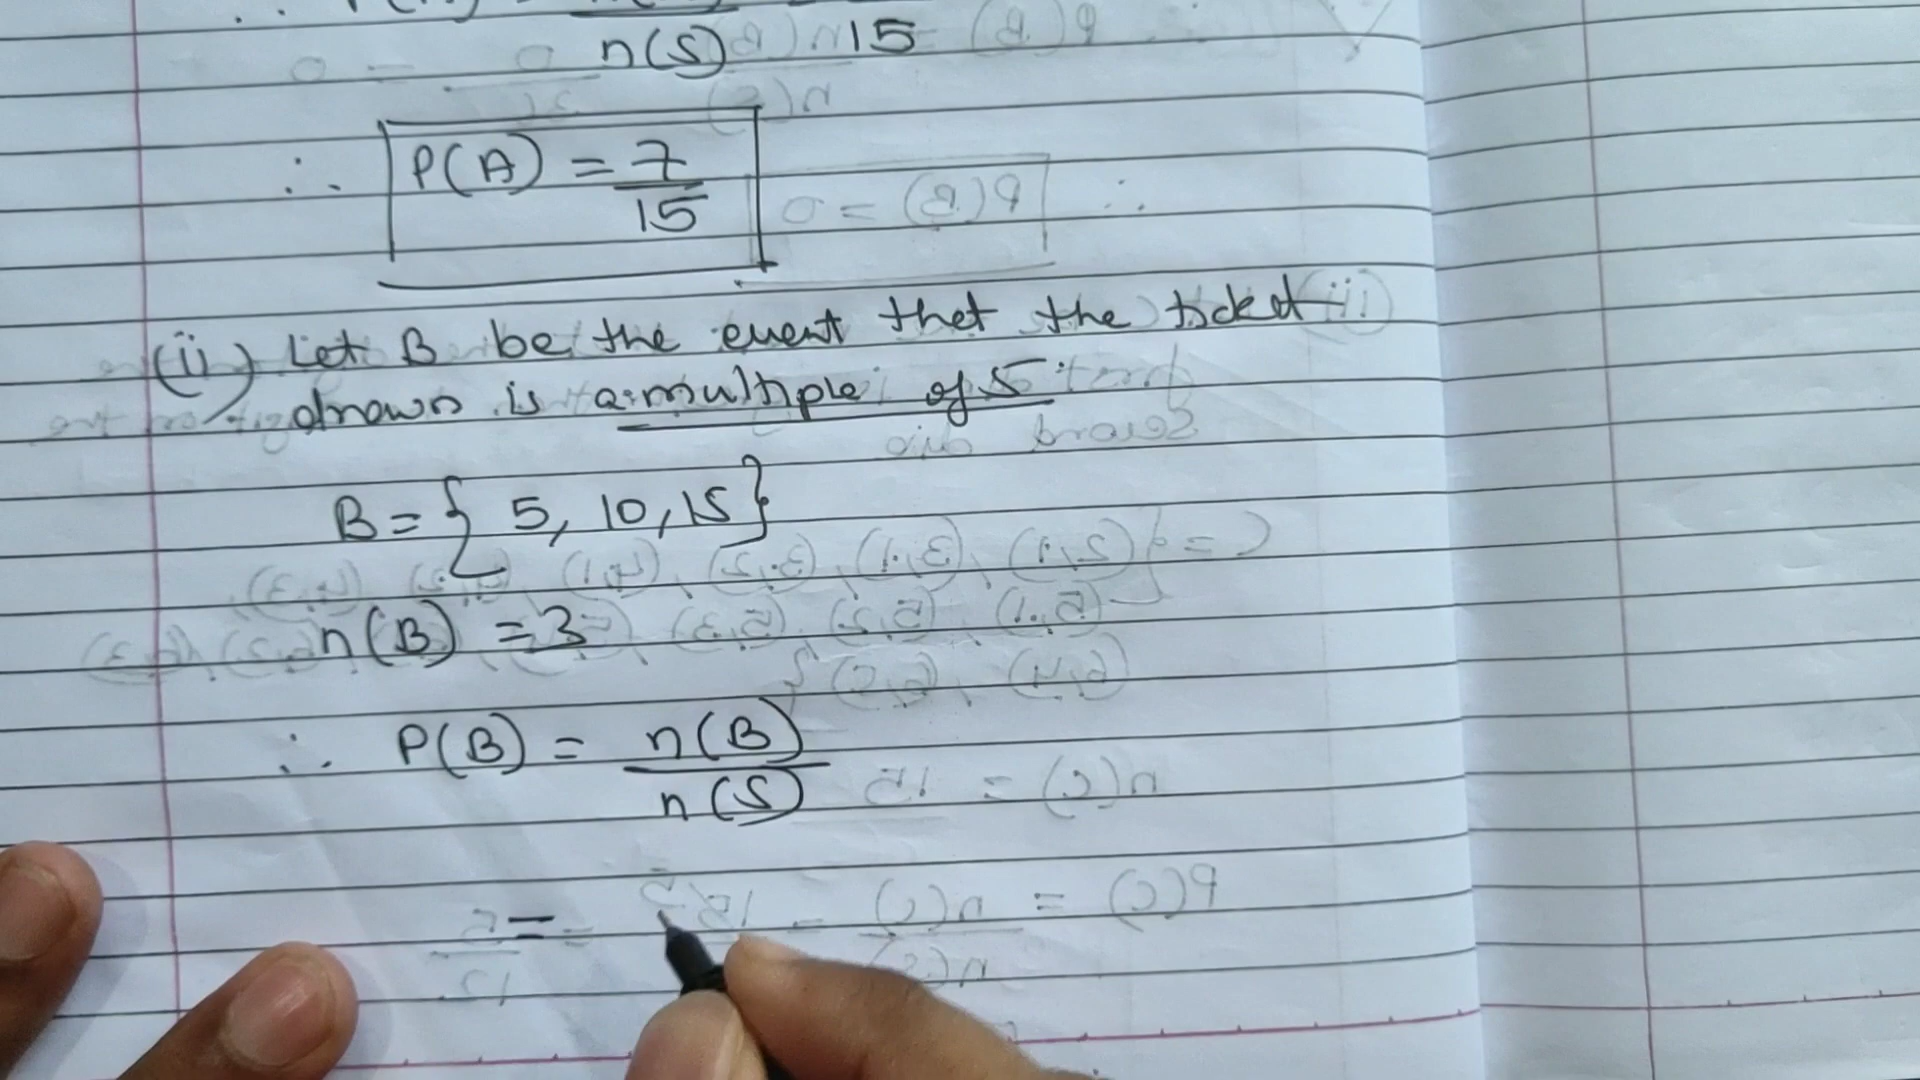 n(S) 15
∴ P(A) = 7/15
(ii) Let B be the event thet the ticket
drawn is a multiple of 5.
B = { 5, 10, 15}
n(B) = 3
∴ P(B) = n(B)/n(S)
=